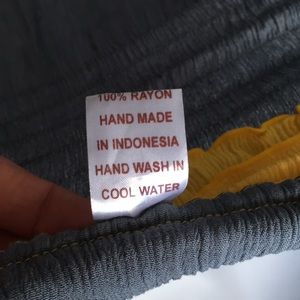 100% RAYON
HAND MADE
IN INDONESIA
HAND WASH IN
COOL WATER